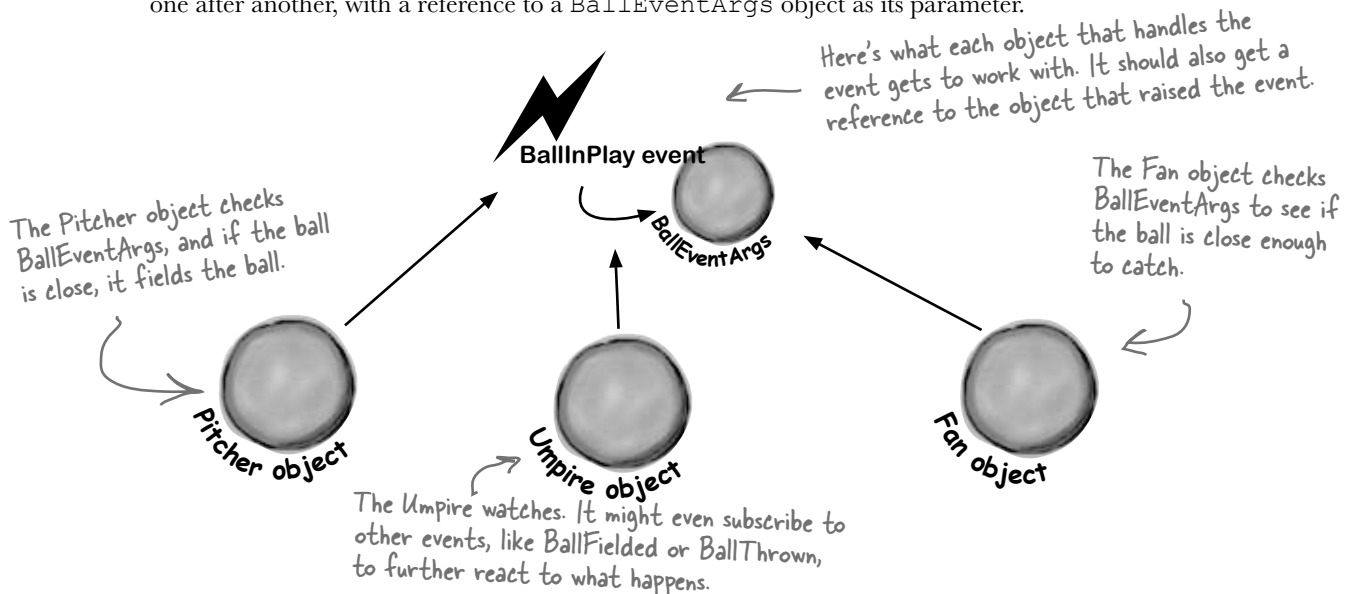 one after another, with a reference to a BallEventArgs object as its parameter.
Here's what each object that handles the
event gets to work with. It should also get a
reference to the object that raised the event.
BallInPlay event
BallEventArgs
The Pitcher object checks
BallEventArgs, and if the ball
is close, it fields the ball.
The Fan object checks
BallEventArgs to see if
the ball is close enough
to catch.
Pitcher object
Umpire object
Fan object
The Umpire watches. It might even subscribe to
other events, like BallFielded or BallThrown,
to further react to what happens.